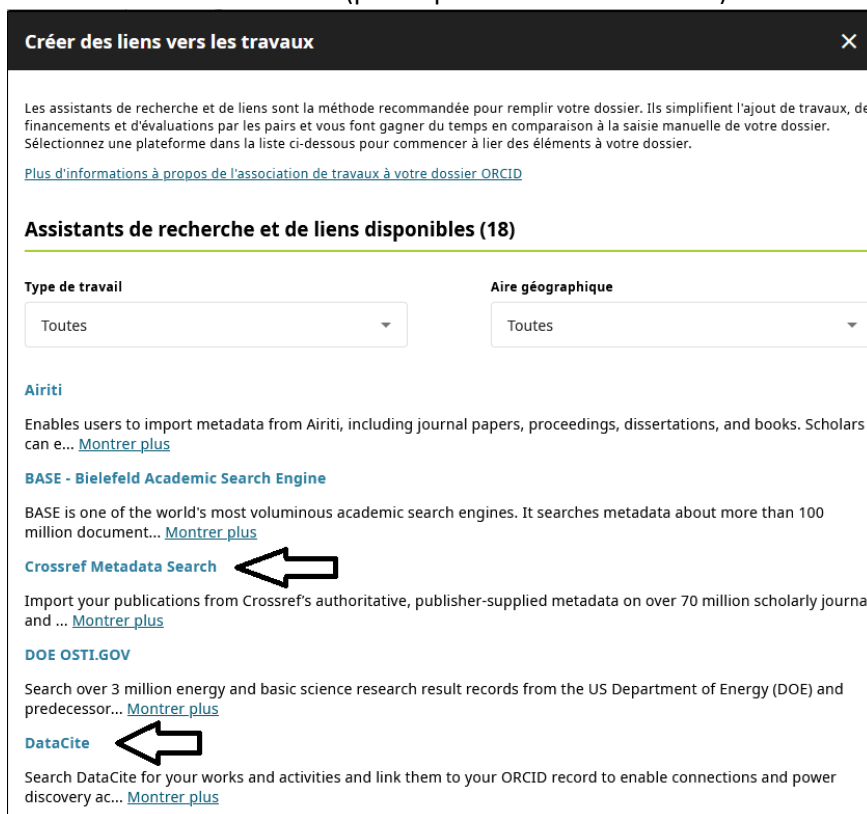 Créer des liens vers les travaux
Les assistants de recherche et de liens sont la méthode recommandée pour remplir votre dossier. Ils simplifient l'ajout de travaux, de
financements et d'évaluations par les pairs et vous font gagner du temps en comparaison à la saisie manuelle de votre dossier.
Sélectionnez une plateforme dans la liste ci-dessous pour commencer à lier des éléments à votre dossier.
Plus d'informations à propos de l'association de travaux à votre dossier ORCID
Assistants de recherche et de liens disponibles (18)
Type de travail Aire géographique
Toutes Toutes
Airiti
Enables users to import metadata from Airiti, including journal papers, proceedings, dissertations, and books. Scholars
can e... Montrer plus
BASE - Bielefeld Academic Search Engine
BASE is one of the world's most voluminous academic search engines. It searches metadata about more than 100
million document... Montrer plus
Crossref Metadata Search
Import your publications from Crossref’s authoritative, publisher-supplied metadata on over 70 million scholarly journa
and ... Montrer plus
DOE OSTI.GOV
Search over 3 million energy and basic science research result records from the US Department of Energy (DOE) and
predecessor... Montrer plus
DataCite
Search DataCite for your works and activities and link them to your ORCID record to enable connections and power
discovery ac... Montrer plus